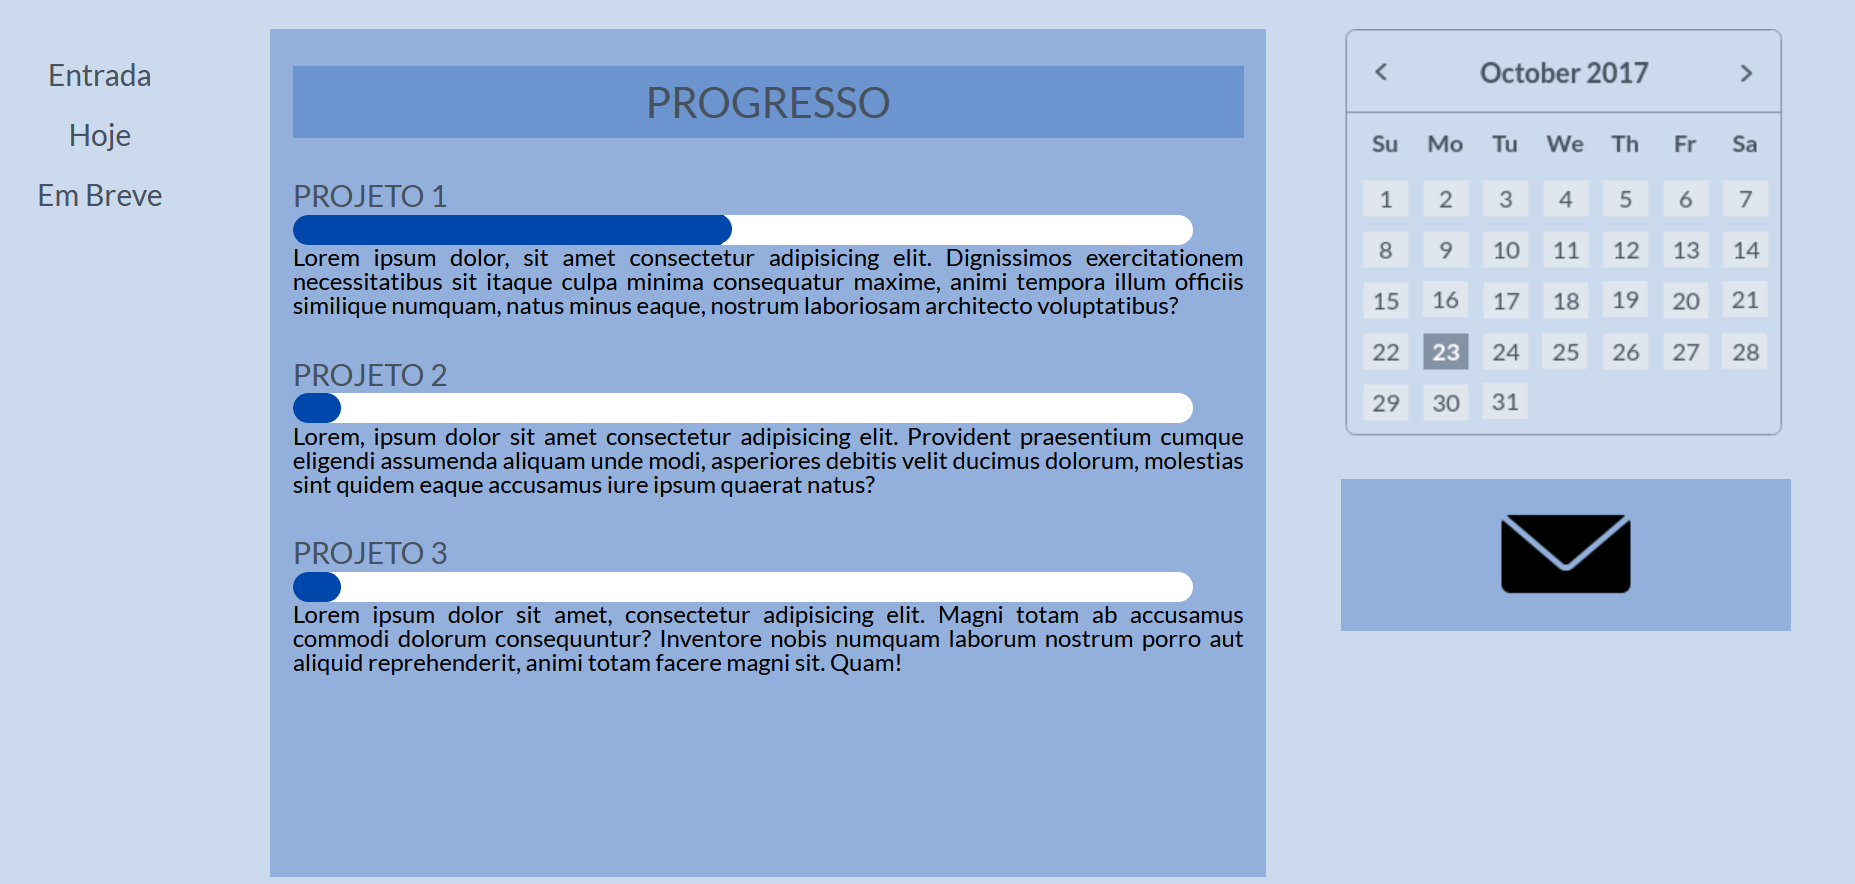 Entrada
Hoje
Em Breve
PROGRESSO
PROJETO 1
Lorem ipsum dolor, sit amet consectetur adipisicing elit. Dignissimos exercitationem
necessitatibus sit itaque culpa minima consequatur maxime, animi tempora illum officiis
similique numquam, natus minus eaque, nostrum laboriosam architecto voluptatibus?
PROJETO 2
Lorem, ipsum dolor sit amet consectetur adipisicing elit. Provident praesentium cumque
eligendi assumenda aliquam unde modi, asperiores debitis velit ducimus dolorum, molestias
sint quidem eaque accusamus iure ipsum quaerat natus?
PROJETO 3
Lorem ipsum dolor sit amet, consectetur adipisicing elit. Magni totam ab accusamus
commodi dolorum consequuntur? Inventore nobis numquam laborum nostrum porro aut
aliquid reprehenderit, animi totam facere magni sit. Quam!
October 2017
Su Mo Tu We Th Fr Sa
1 2 3 4 5 6 7
8 9 10 11 12 13 14
15 16 17 18 19 20 21
22 23 24 25 26 27 28
29 30 31